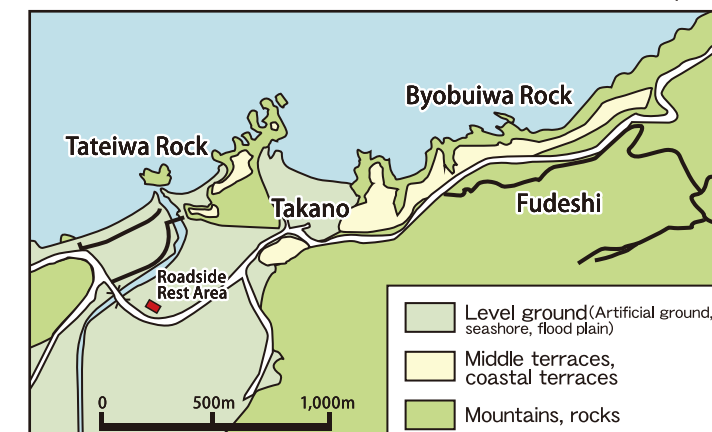 Byobuiwa Rock
Tateiwa Rock
Takano
Fudeshi
Roadside
Rest Area
0 500m 1,000m
Level ground(Artificial ground,
seashore, flood plain)
Middle terraces,
coastal terraces
Mountains, rocks